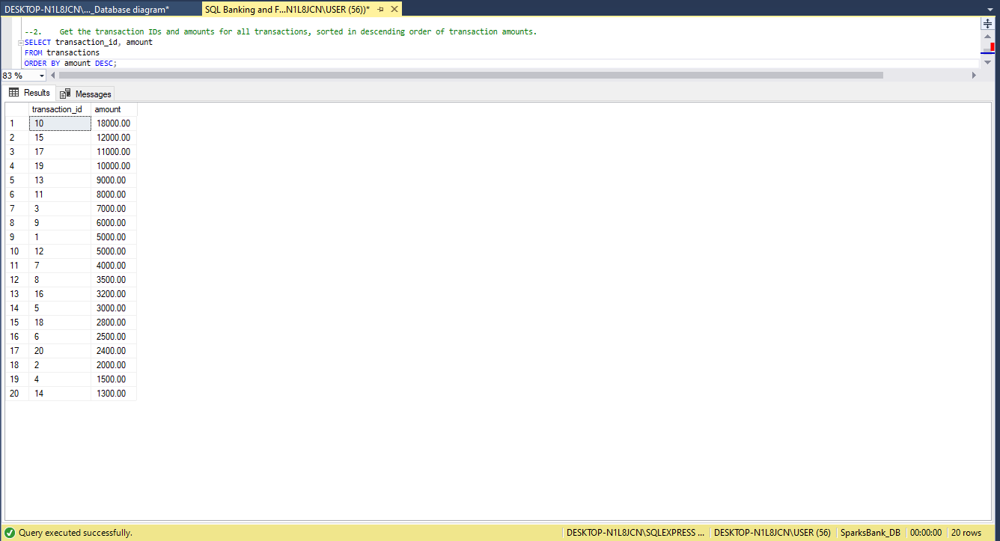 DESKTOP-N1L8JCN\..._Database diagram* SQL Banking and F...N1L8JCN\USER (56))*
--2. Get the transaction IDs and amounts for all transactions, sorted in descending order of transaction amounts.
SELECT transaction_id, amount
FROM transactions
ORDER BY amount DESC;
83 %
Results Messages
transaction_id amount
1 10 18000.00
2 15 12000.00
3 17 11000.00
4 19 10000.00
5 13 9000.00
6 11 8000.00
7 3 7000.00
8 9 6000.00
9 1 5000.00
10 12 5000.00
11 7 4000.00
12 8 3500.00
13 16 3200.00
14 5 3000.00
15 18 2800.00
16 6 2500.00
17 20 2400.00
18 2 2000.00
19 4 1500.00
20 14 1300.00
Query executed successfully. DESKTOP-N1L8JCN\SQLEXPRESS ... DESKTOP-N1L8JCN\USER (56) SparksBank_DB 00:00:00 20 rows